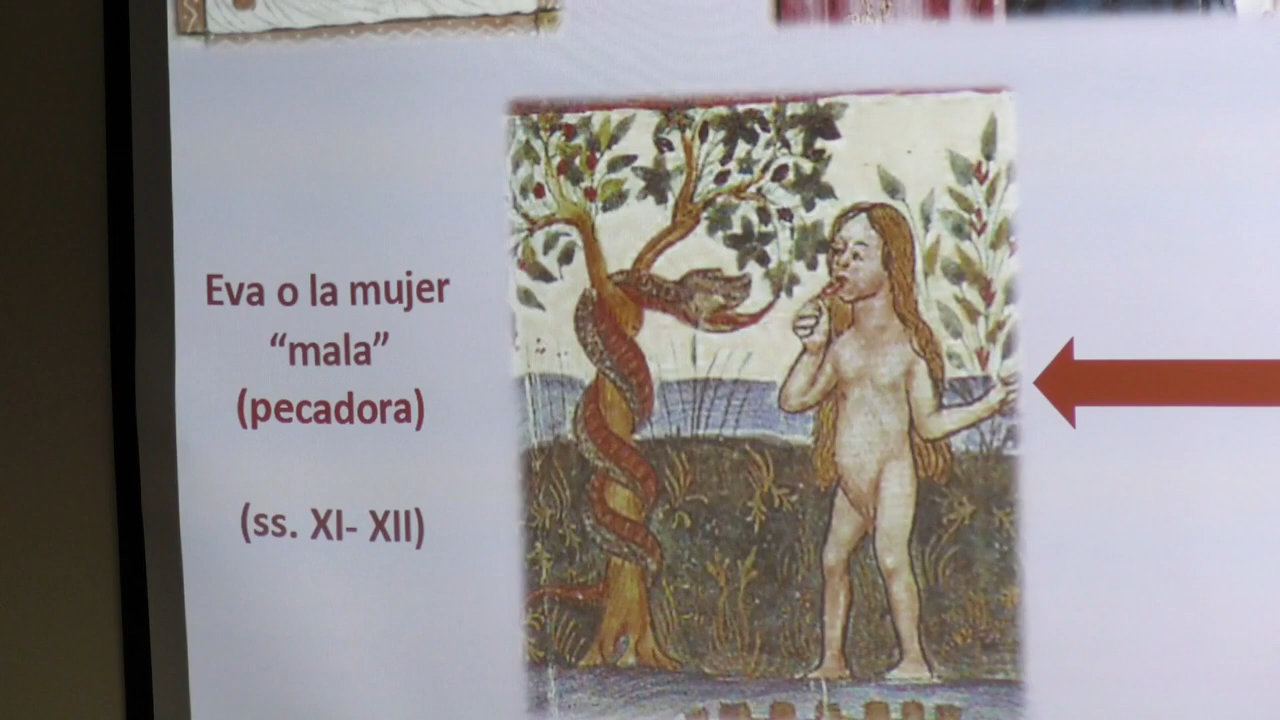 Eva o la mujer
“mala”
(pecadora)
(ss. XI- XII)